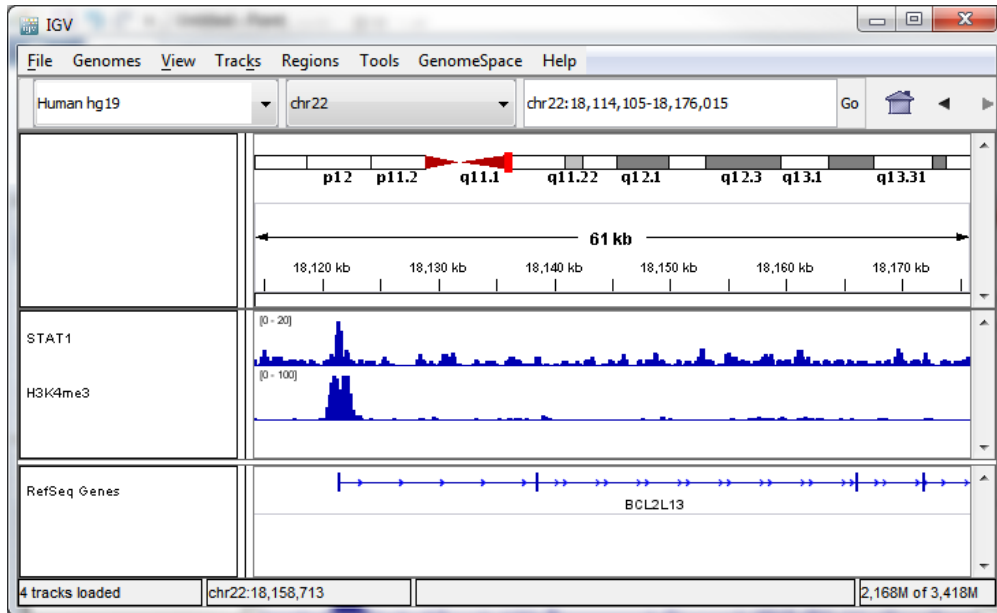 IGV
File Genomes View Tracks Regions Tools GenomeSpace Help
Human hg19 chr22 chr22:18,114,105-18,176,015 Go
p12 p11.2 q11.1 q11.22 q12.1 q12.3 q13.1 q13.31
61 kb
18,120 kb 18,130 kb 18,140 kb 18,150 kb 18,160 kb 18,170 kb
[0 - 20]
STAT1
[0 - 100]
H3K4me3
RefSeq Genes
BCL2L13
4 tracks loaded chr22:18,158,713 2,168M of 3,418M